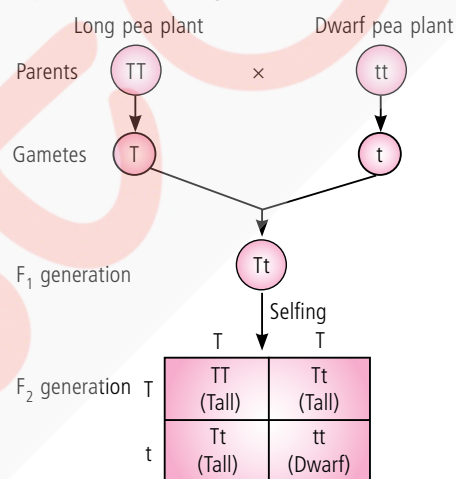 Long pea plant Dwarf pea plant
Parents TT × tt
Gametes T t
F₁ generation Tt
Selfing
T T
F₂ generation T TT Tt
(Tall) (Tall)
t Tt tt
(Tall) (Dwarf)